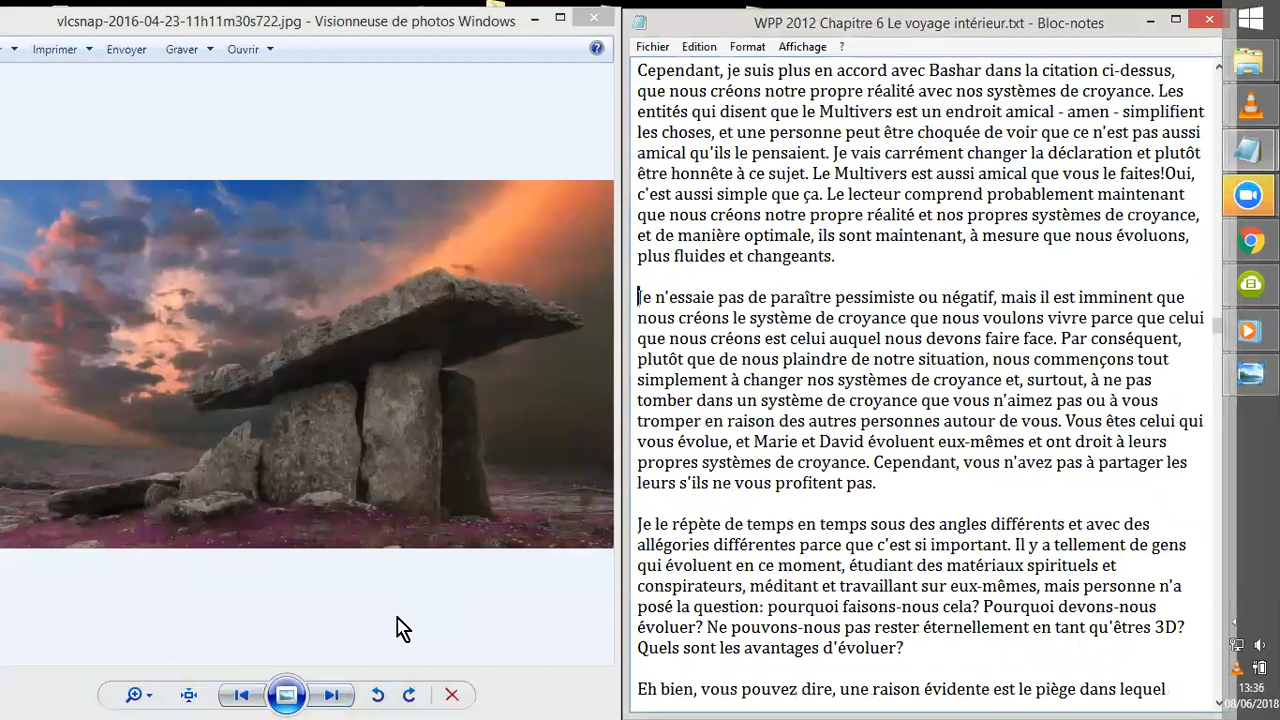 vlcsnap-2016-04-23-11h11m30s722.jpg - Visionneuse de photos Windows
Imprimer Envoyer Graver Ouvrir
WPP 2012 Chapitre 6 Le voyage intérieur.txt - Bloc-notes
Fichier Edition Format Affichage ?
Cependant, je suis plus en accord avec Bashar dans la citation ci-dessus,
que nous créons notre propre réalité avec nos systèmes de croyance. Les
entités qui disent que le Multivers est un endroit amical - amen - simplifient
les choses, et une personne peut être choquée de voir que ce n'est pas aussi
amical qu'ils le pensaient. Je vais carrément changer la déclaration et plutôt
être honnête à ce sujet. Le Multivers est aussi amical que vous le faites!Oui,
c'est aussi simple que ça. Le lecteur comprend probablement maintenant
que nous créons notre propre réalité et nos propres systèmes de croyance,
et de manière optimale, ils sont maintenant, à mesure que nous évoluons,
plus fluides et changeants.
Je n'essaie pas de paraître pessimiste ou négatif, mais il est imminent que
nous créons le système de croyance que nous voulons vivre parce que celui
que nous créons est celui auquel nous devons faire face. Par conséquent,
plutôt que de nous plaindre de notre situation, nous commençons tout
simplement à changer nos systèmes de croyance et, surtout, à ne pas
tomber dans un système de croyance que vous n'aimez pas ou à vous
tromper en raison des autres personnes autour de vous. Vous êtes celui qui
vous évolue, et Marie et David évoluent eux-mêmes et ont droit à leurs
propres systèmes de croyance. Cependant, vous n'avez pas à partager les
leurs s'ils ne vous profitent pas.
Je le répète de temps en temps sous des angles différents et avec des
allégories différentes parce que c'est si important. Il y a tellement de gens
qui évoluent en ce moment, étudiant des matériaux spirituels et
conspirateurs, méditant et travaillant sur eux-mêmes, mais personne n'a
posé la question: pourquoi faisons-nous cela? Pourquoi devons-nous
évoluer? Ne pouvons-nous pas rester éternellement en tant qu'êtres 3D?
Quels sont les avantages d'évoluer?
Eh bien, vous pouvez dire, une raison évidente est le piège dans lequel
13:36
08/06/2018